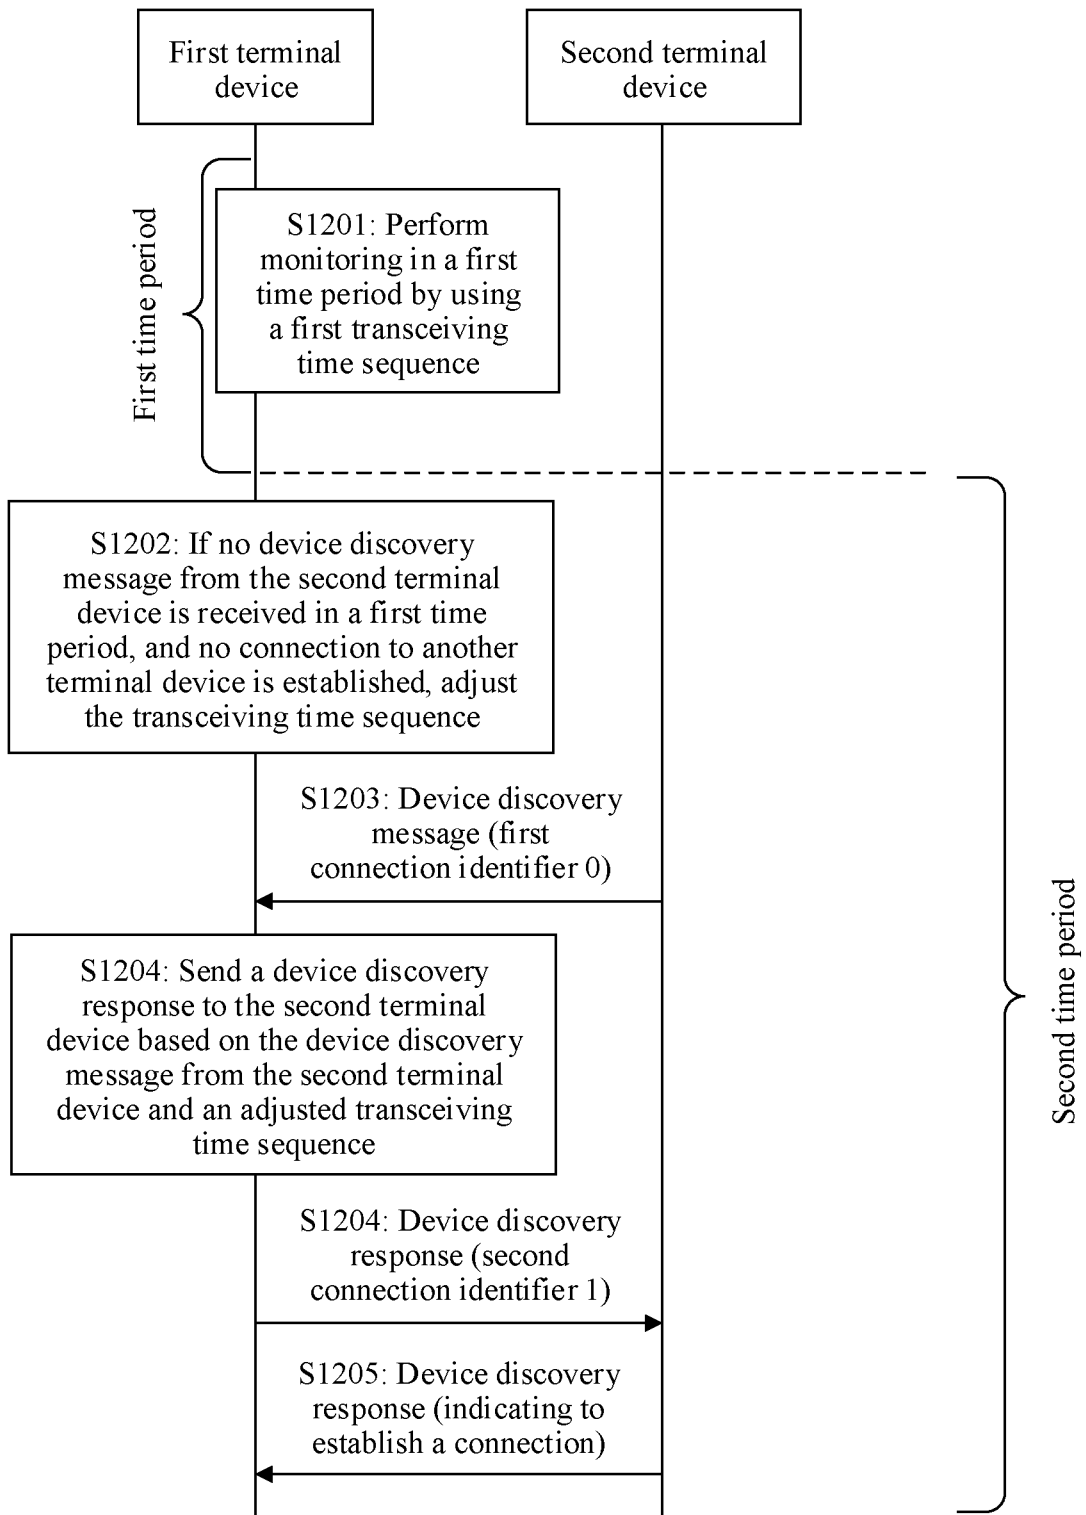 First terminal
device
Second terminal
device
First time period
S1201: Perform
monitoring in a first
time period by using
a first transceiving
time sequence
S1202: If no device discovery
message from the second terminal
device is received in a first time
period, and no connection to another
terminal device is established, adjust
the transceiving time sequence
S1203: Device discovery
message (first
connection identifier 0)
S1204: Send a device discovery
response to the second terminal
device based on the device discovery
message from the second terminal
device and an adjusted transceiving
time sequence
S1204: Device discovery
response (second
connection identifier 1)
S1205: Device discovery
response (indicating to
establish a connection)
Second time period